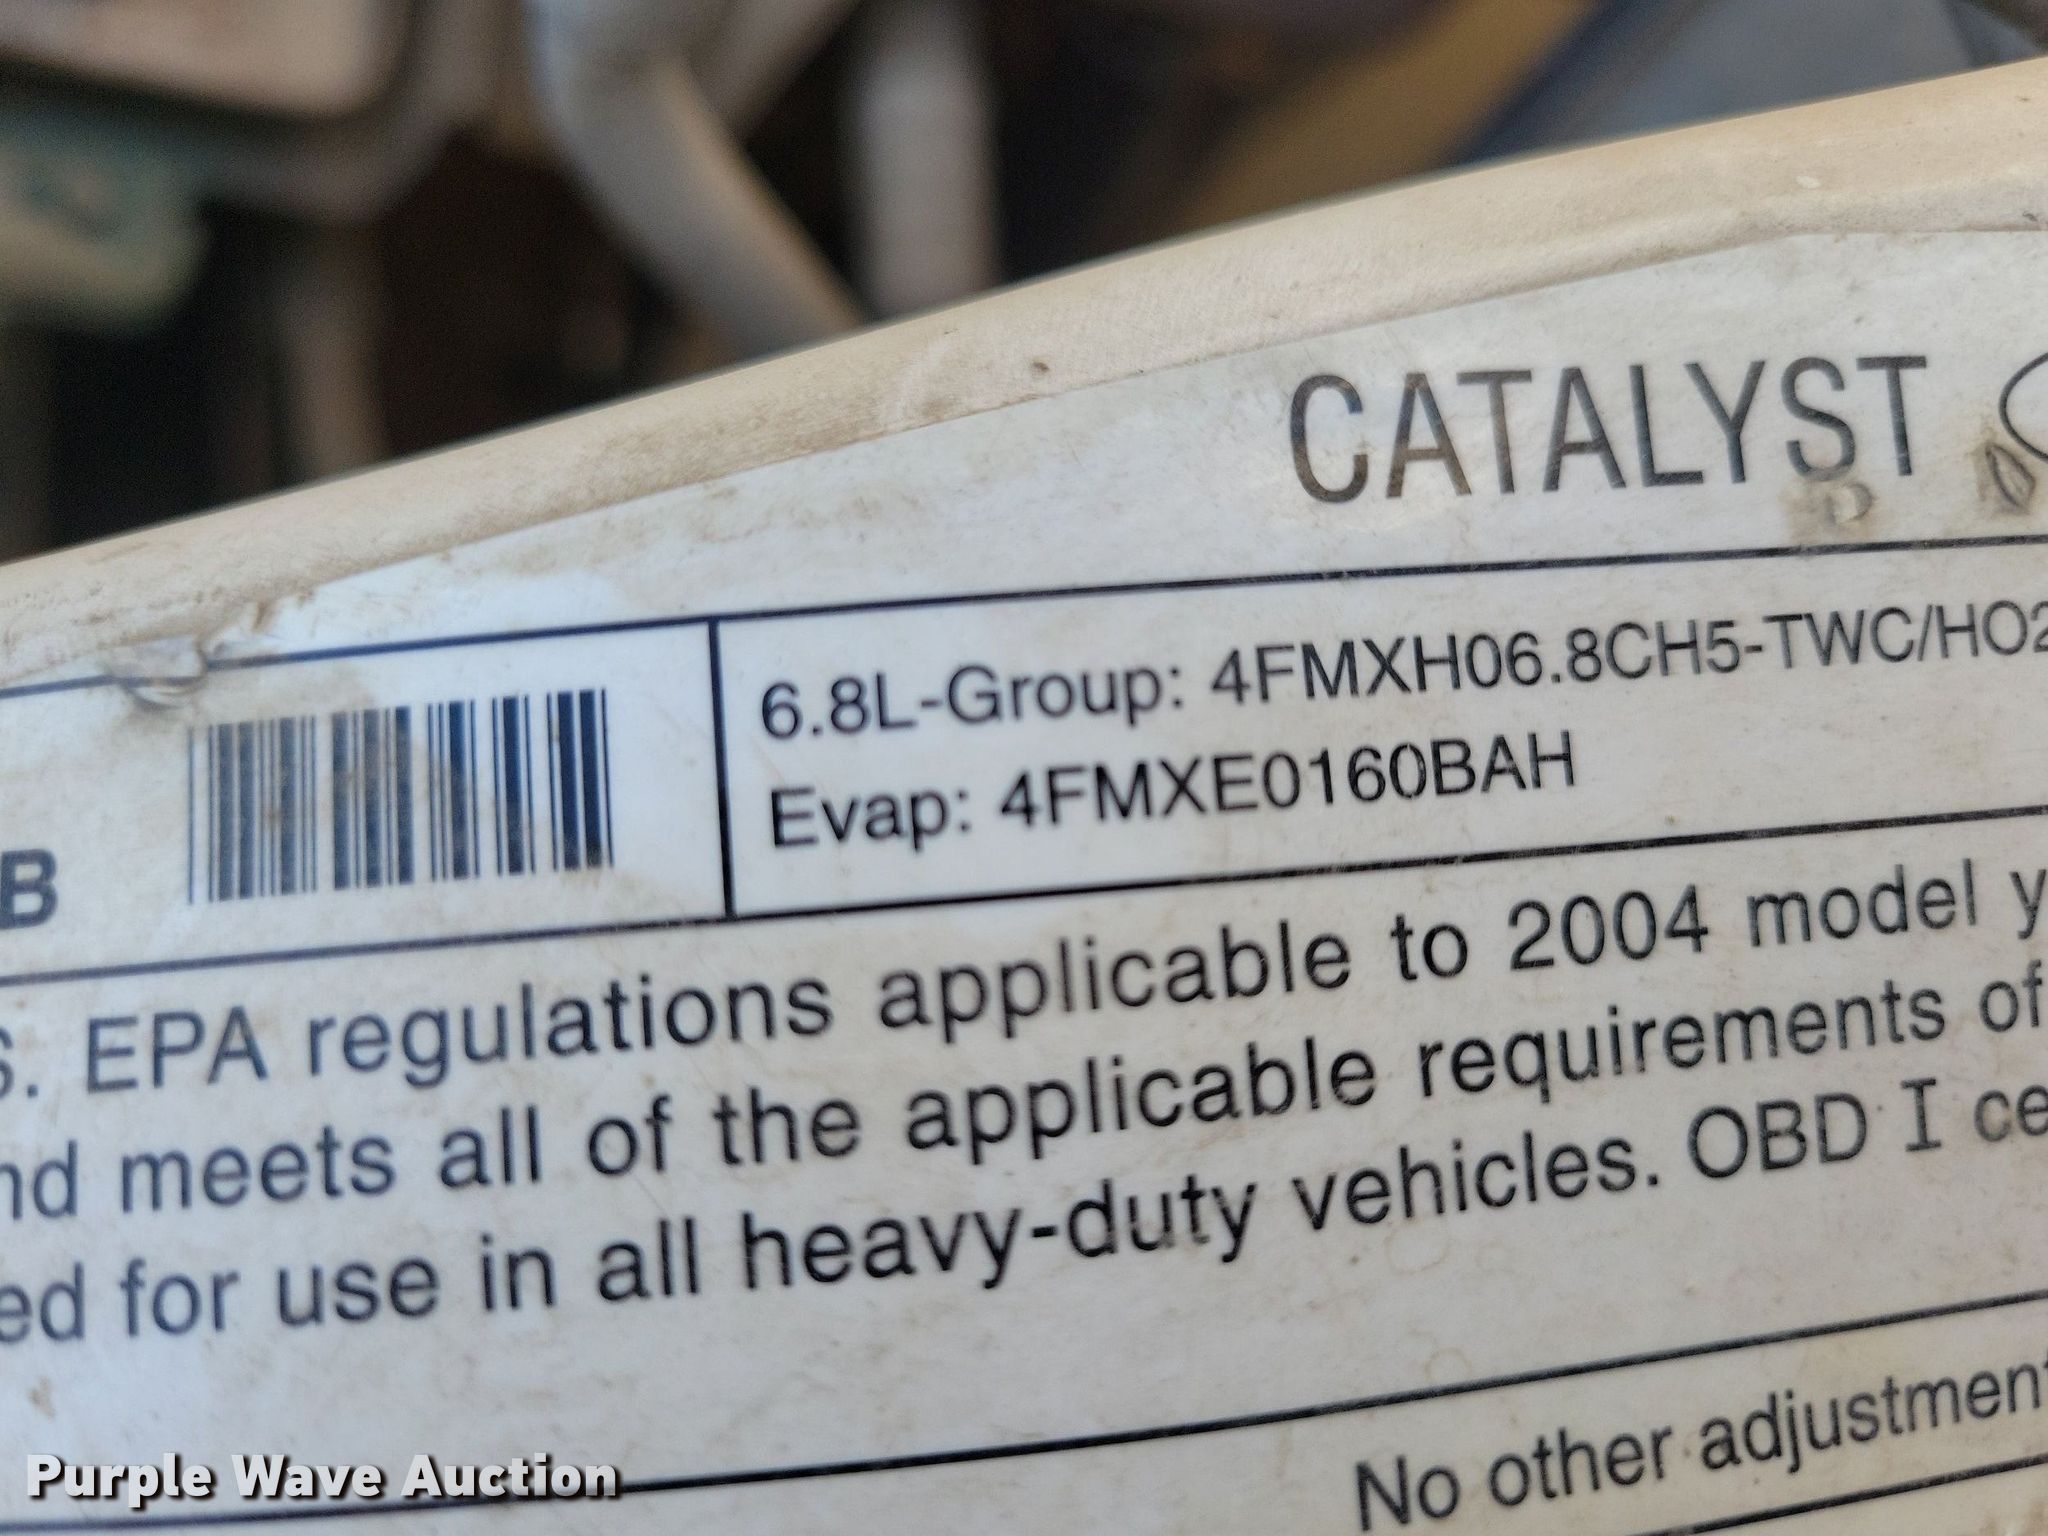 CATALYST
6.8L-Group: 4FMXH06.8CH5-TWC/HO2
Evap: 4FMXE0160BAH
B
S. EPA regulations applicable to 2004 model y
nd meets all of the applicable requirements of
ed for use in all heavy-duty vehicles. OBD I ce
No other adjustment
Purple Wave Auction